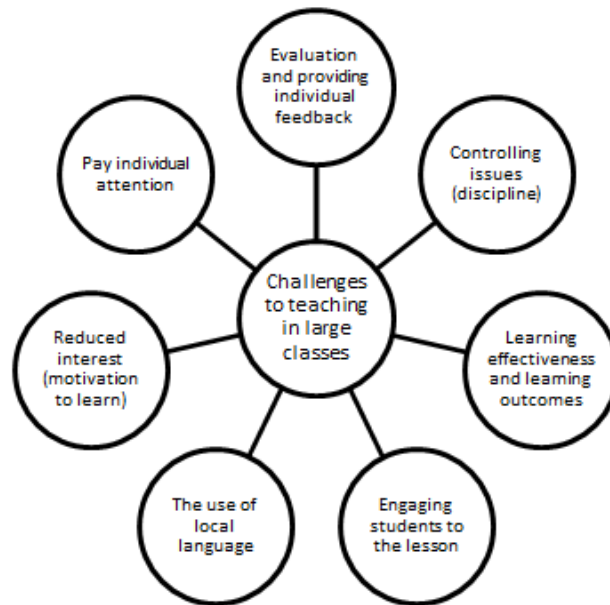 Evaluation
and providing
individual
feedback
Controlling
issues
(discipline)
Pay individual
attention
Challenges
to teaching
in large
classes
Reduced
interest
(motivation
to learn)
Learning
effectiveness
and learning
outcomes
The use of
local
language
Engaging
students to
the lesson